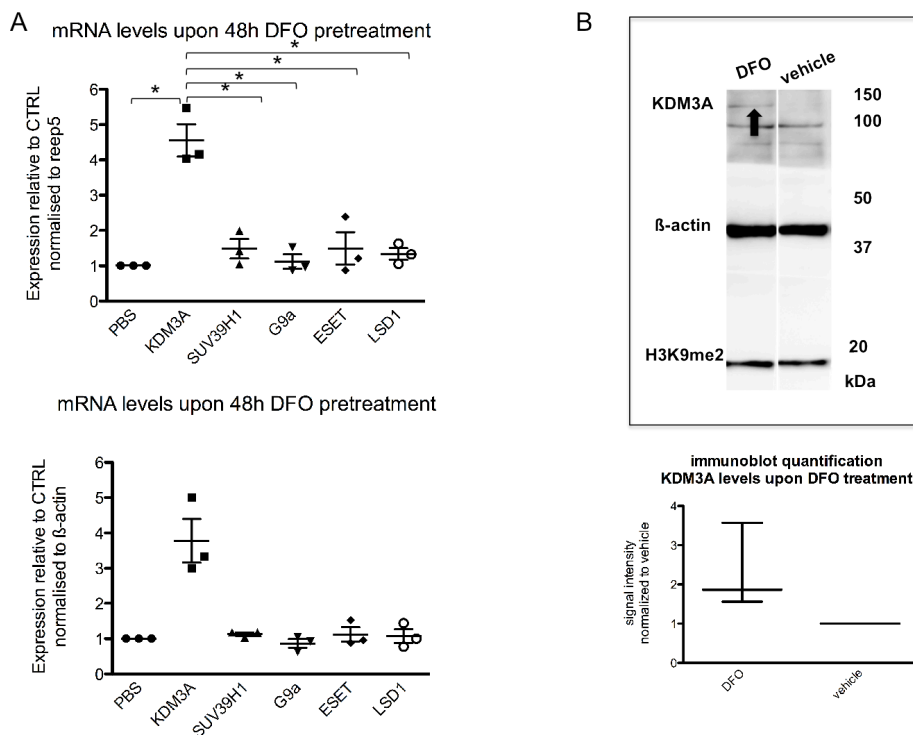 A
mRNA levels upon 48h DFO pretreatment
*
*
*
*
*
Expression relative to CTRL
normalised to reep5
6
5
4
3
2
1
0
PBS
KDM3A
SUV39H1
G9a
ESET
LSD1
mRNA levels upon 48h DFO pretreatment
Expression relative to CTRL
normalised to ß-actin
6
5
4
3
2
1
0
PBS
KDM3A
SUV39H1
G9a
ESET
LSD1
B
DFO vehicle
KDM3A
150
100
50
ß-actin
37
H3K9me2
20
kDa
immunoblot quantification
KDM3A levels upon DFO treatment
signal intensity
normalized to vehicle
4
3
2
1
0
DFO
vehicle